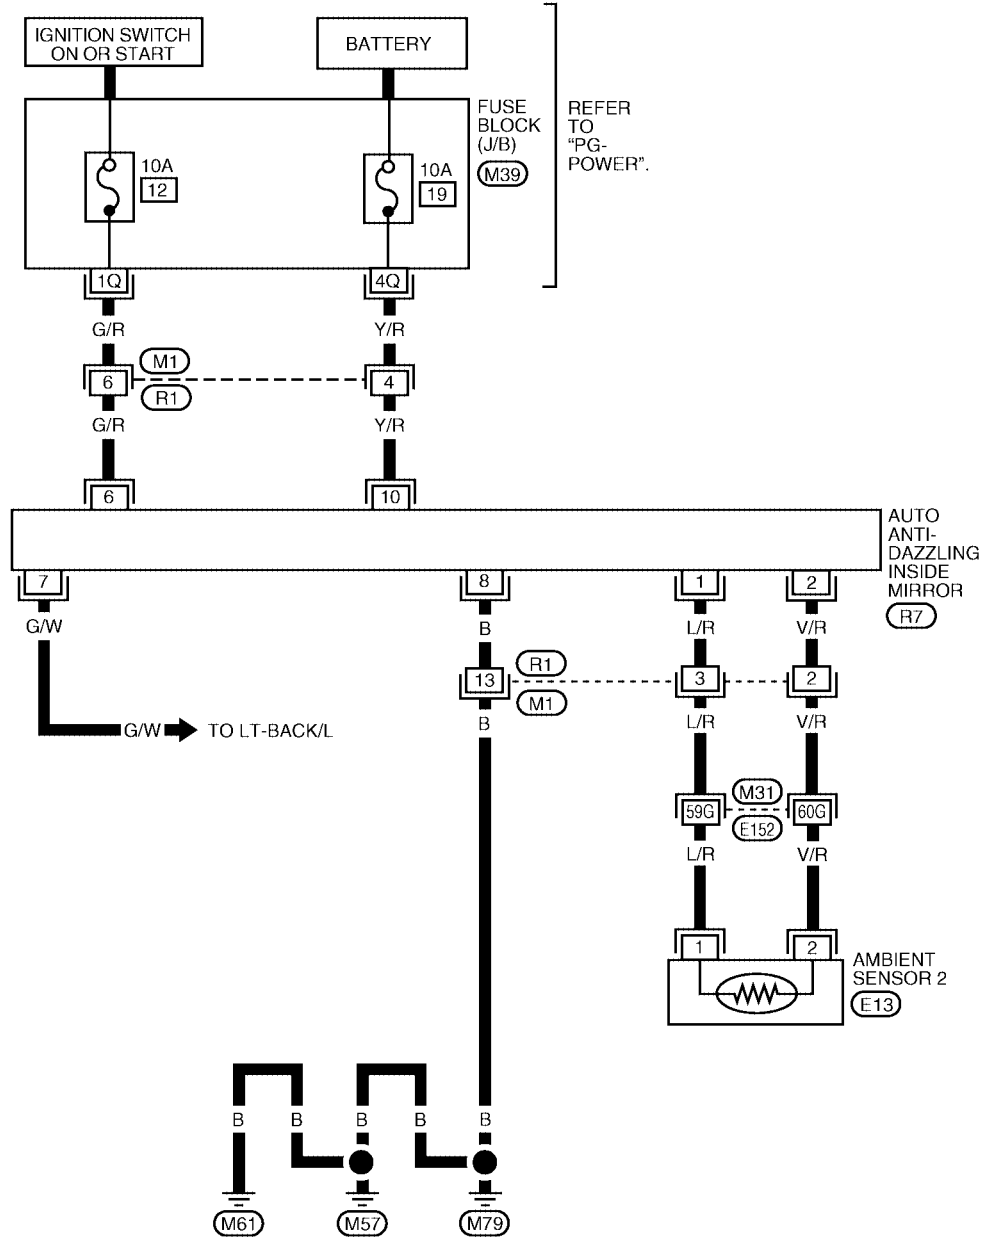 IGNITION SWITCH
ON OR START
BATTERY
FUSE
BLOCK
(J/B)
M39
REFER
TO
“PG-
POWER”.
10A
12
10A
19
1Q
4Q
G/R
Y/R
M1
6
4
R1
G/R
Y/R
6
10
AUTO
ANTI-
DAZZLING
INSIDE
MIRROR
R7
7
8
1
2
G/W
B
L/R
V/R
R1
13
3
2
M1
B
L/R
V/R
G/W
TO LT-BACK/L
M31
59G
60G
E152
L/R
V/R
1
2
AMBIENT
SENSOR 2
E13
B
B
B
B
B
M61
M57
M79